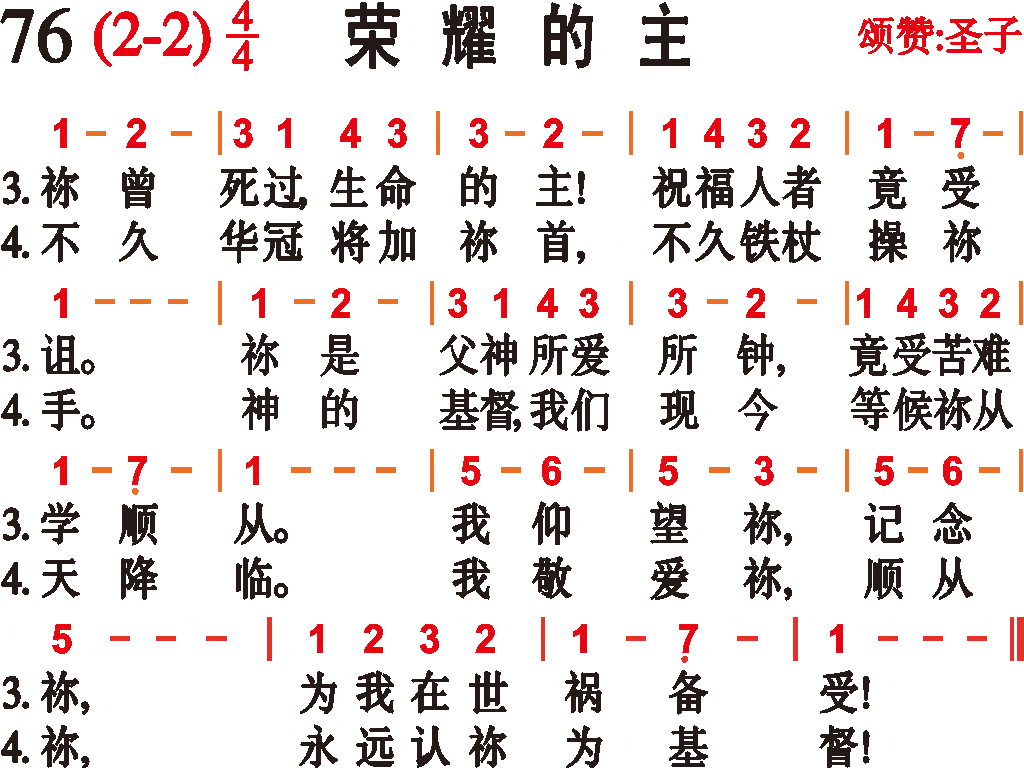 76 (2-2) 4/4 荣耀的主 颂赞:圣子
1 - 2 - | 3 1 4 3 | 3 - 2 - | 1 4 3 2 | 1 - 7̣ - |
3. 祢曾死过, 生命的主! 祝福人者竟受
4. 不久华冠将加祢首, 不久铁杖操祢
1 - - - | 1 - 2 - | 3 1 4 3 | 3 - 2 - | 1 4 3 2
3. 诅。 祢是父神所爱所钟, 竟受苦难
4. 手。 神的基督, 我们现今等候祢从
1 - 7̣ - | 1 - - - | 5 - 6 - | 5 - 3 - | 5 - 6 - |
3. 学顺从。 我仰望祢, 记念
4. 天降临。 我敬爱祢, 顺从
5 - - - | 1 2 3 2 | 1 - 7̣ - | 1 - - - ‖
3. 祢, 为我在世祸备受!
4. 祢, 永远认祢为基督!